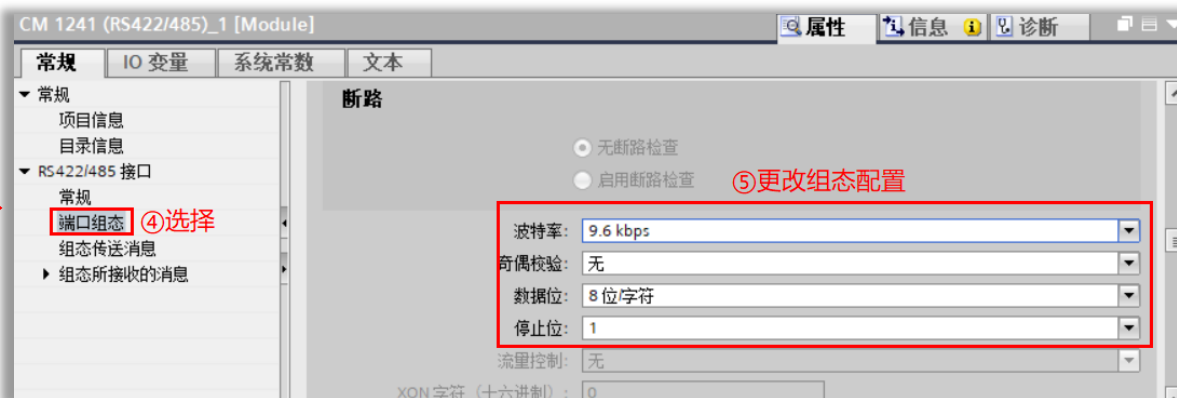 CM 1241 (RS422/485)_1 [Module]
属性
信息
诊断
常规
IO 变量
系统常数
文本
常规
项目信息
目录信息
RS422/485 接口
常规
端口组态
④选择
组态传送消息
组态所接收的消息
断路
无断路检查
启用断路检查
⑤更改组态配置
波特率: 9.6 kbps
奇偶校验: 无
数据位: 8 位/字符
停止位: 1
流量控制: 无
XON 字符（十六进制）: 0